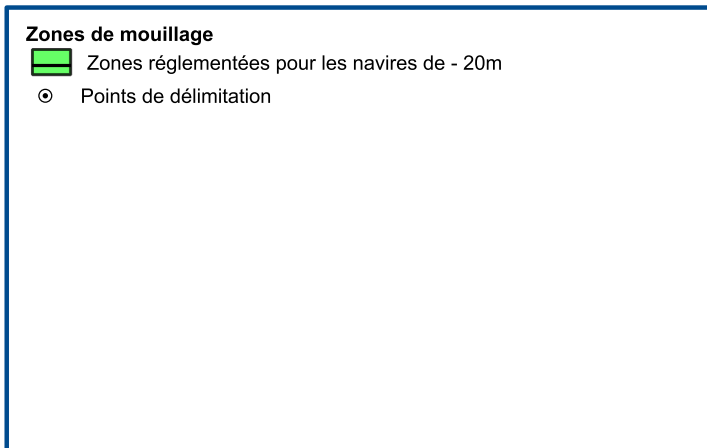 Zones de mouillage
Zones réglementées pour les navires de - 20m
Points de délimitation